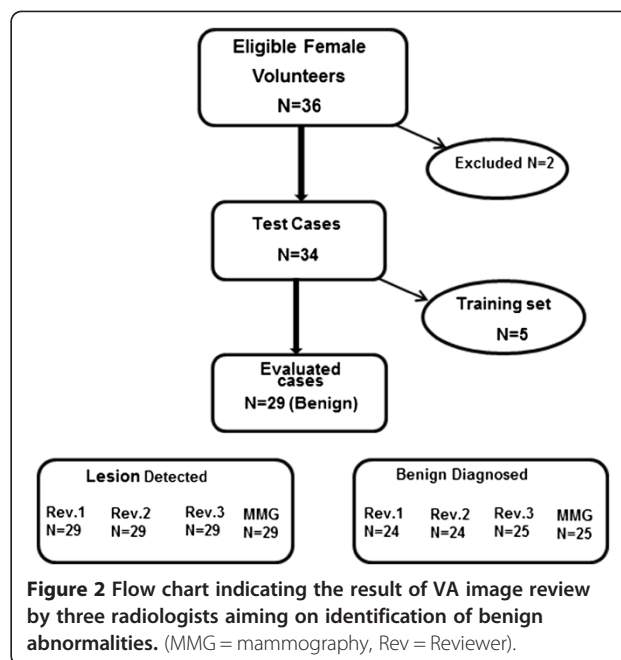 Eligible Female
Volunteers
N=36
Excluded N=2
Test Cases
N=34
Training set
N=5
Evaluated
cases
N=29 (Benign)
Lesion Detected
Rev.1 Rev.2 Rev.3 MMG
N=29 N=29 N=29 N=29
Benign Diagnosed
Rev.1 Rev.2 Rev.3 MMG
N=24 N=24 N=25 N=25
Figure 2 Flow chart indicating the result of VA image review
by three radiologists aiming on identification of benign
abnormalities. (MMG = mammography, Rev = Reviewer).